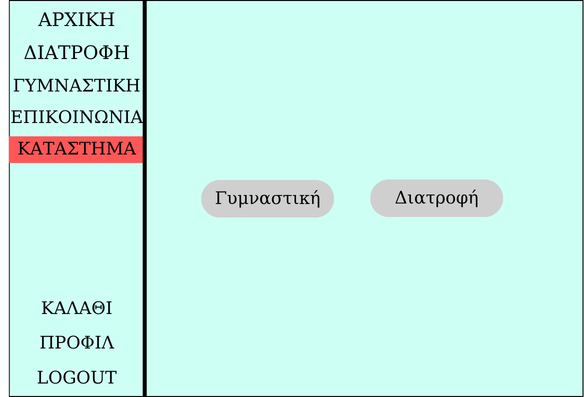 ΑΡΧΙΚΗ
ΔΙΑΤΡΟΦΗ
ΓΥΜΝΑΣΤΙΚΗ
ΕΠΙΚΟΙΝΩΝΙΑ
ΚΑΤΑΣΤΗΜΑ
Γυμναστική Διατροφή
ΚΑΛΑΘΙ
ΠΡΟΦΙΛ
LOGOUT